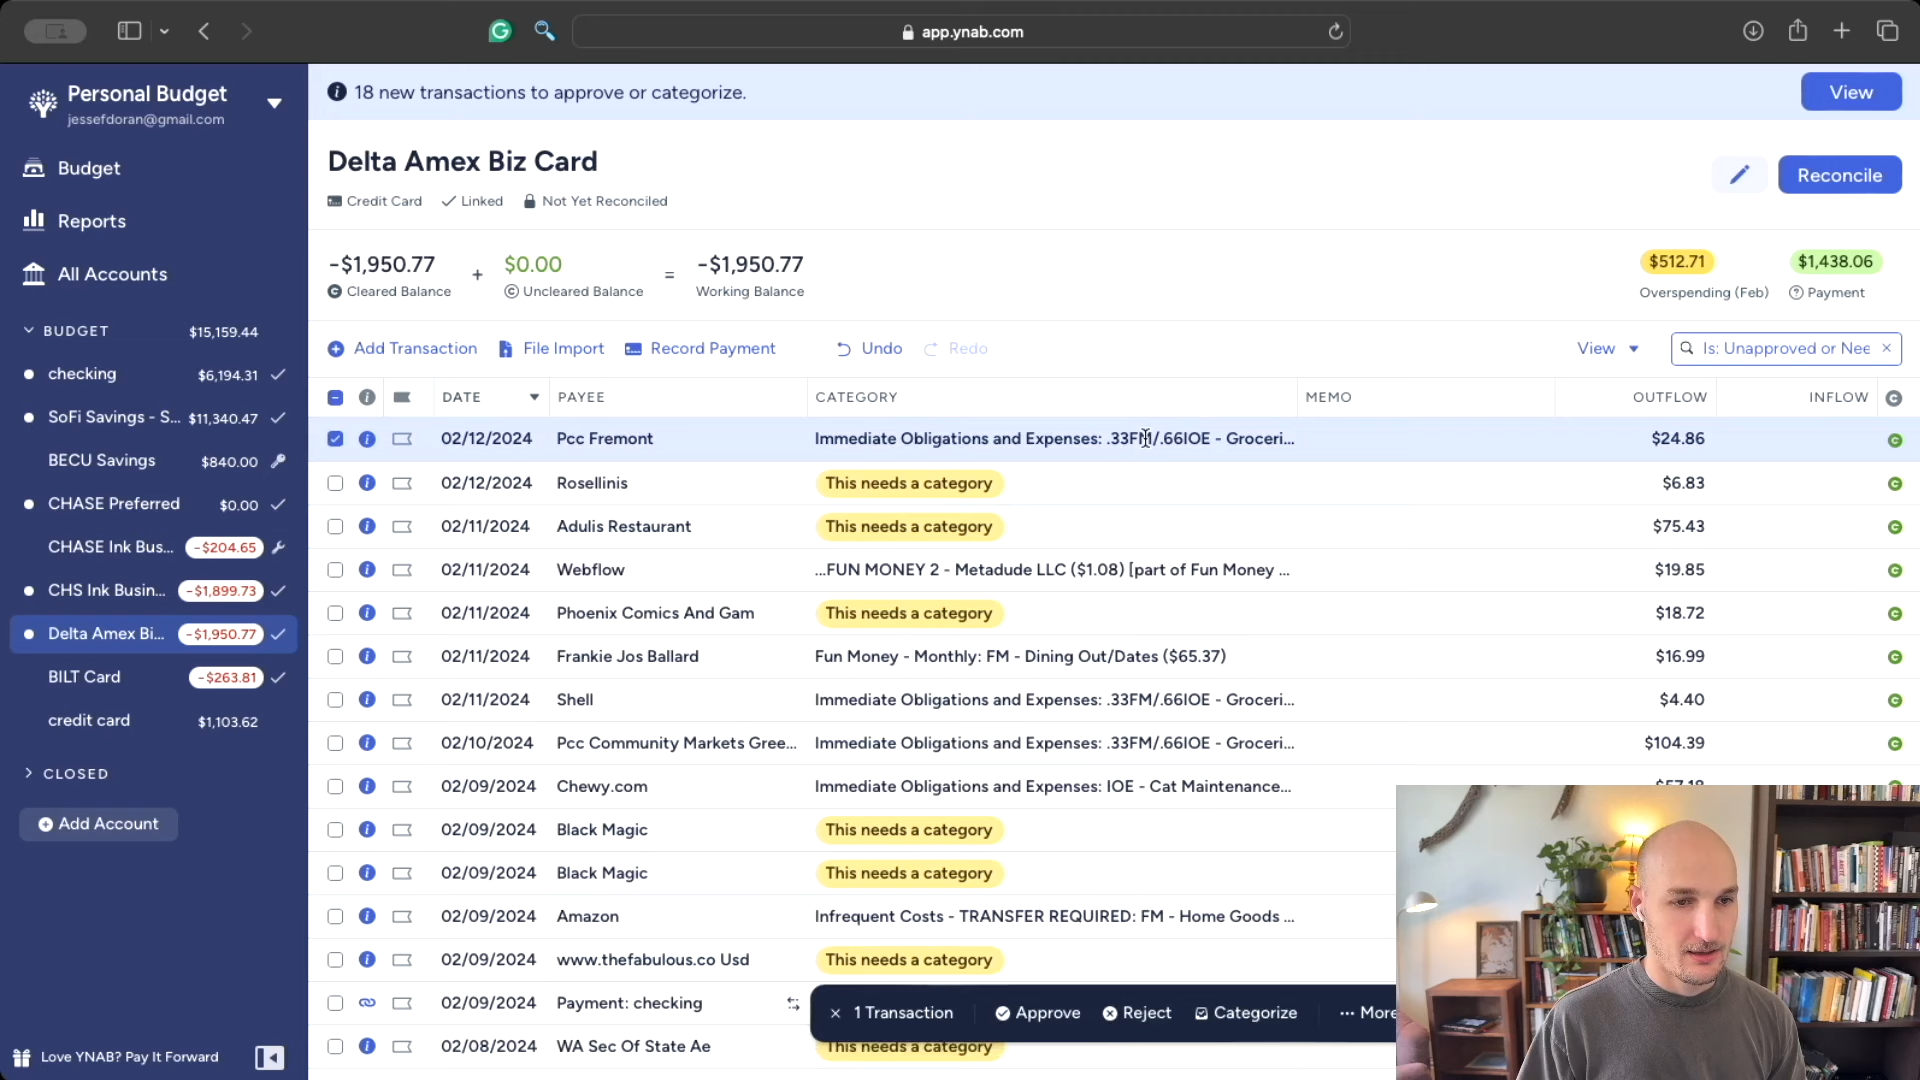 app.ynab.com
Personal Budget
jessefdoran@gmail.com
Budget
Reports
All Accounts
BUDGET $15,159.44
checking $6,194.31
SoFi Savings - S... $11,340.47
BECU Savings $840.00
CHASE Preferred $0.00
CHASE Ink Bus... -$204.65
CHS Ink Busin... -$1,899.73
Delta Amex Bi... -$1,950.77
BILT Card -$263.81
credit card $1,103.62
CLOSED
Add Account
Love YNAB? Pay It Forward
18 new transactions to approve or categorize.
View
Delta Amex Biz Card
Credit Card Linked Not Yet Reconciled
Reconcile
-$1,950.77 + $0.00 = -$1,950.77
Cleared Balance Uncleared Balance Working Balance
$512.71 $1,438.06
Overspending (Feb) Payment
Add Transaction File Import Record Payment Undo Redo
View Is: Unapproved or Nee
DATE PAYEE CATEGORY MEMO OUTFLOW INFLOW
02/12/2024 Pcc Fremont Immediate Obligations and Expenses: .33FM/.66IOE - Groceri... $24.86
02/12/2024 Rosellinis This needs a category $6.83
02/11/2024 Adulis Restaurant This needs a category $75.43
02/11/2024 Webflow ...FUN MONEY 2 - Metadude LLC ($1.08) [part of Fun Money ... $19.85
02/11/2024 Phoenix Comics And Gam This needs a category $18.72
02/11/2024 Frankie Jos Ballard Fun Money - Monthly: FM - Dining Out/Dates ($65.37) $16.99
02/11/2024 Shell Immediate Obligations and Expenses: .33FM/.66IOE - Groceri... $4.40
02/10/2024 Pcc Community Markets Gree... Immediate Obligations and Expenses: .33FM/.66IOE - Groceri... $104.39
02/09/2024 Chewy.com Immediate Obligations and Expenses: IOE - Cat Maintenance...
02/09/2024 Black Magic This needs a category
02/09/2024 Black Magic This needs a category
02/09/2024 Amazon Infrequent Costs - TRANSFER REQUIRED: FM - Home Goods ...
02/09/2024 www.thefabulous.co Usd This needs a category
02/09/2024 Payment: checking
1 Transaction Approve Reject Categorize ... More
02/08/2024 WA Sec Of State Ae This needs a category